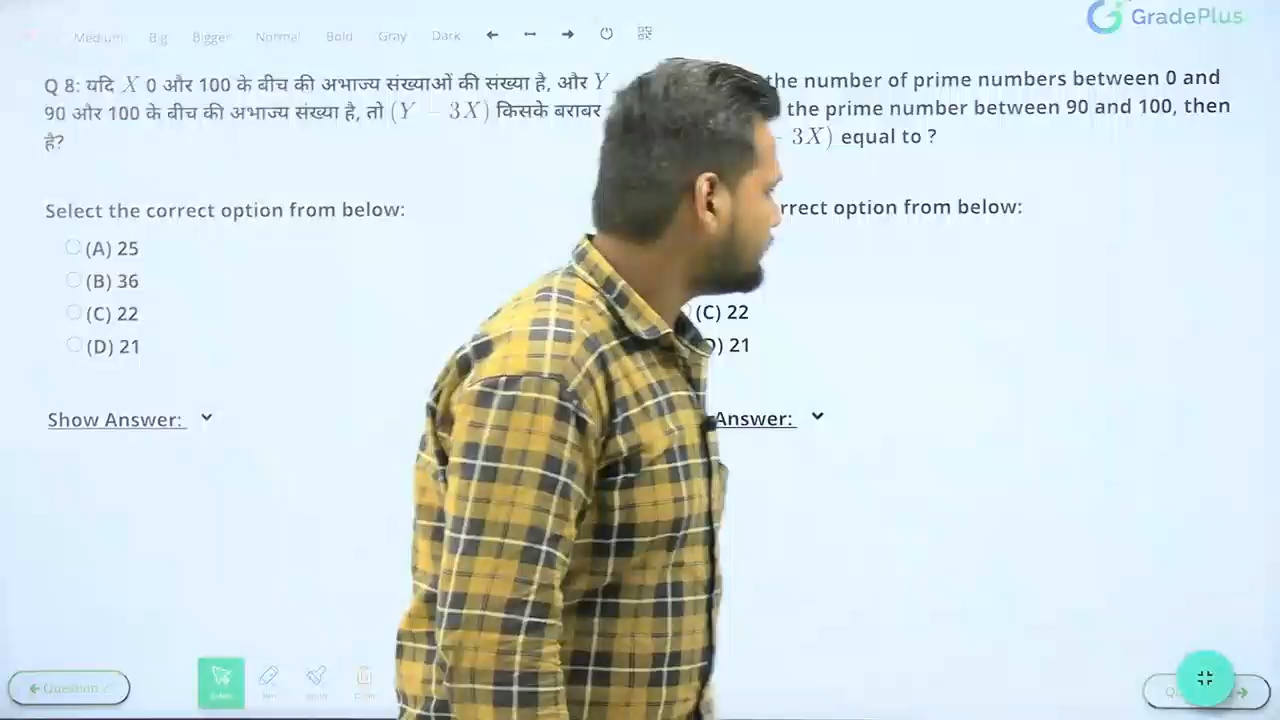 GradePlus
Medium Big Bigger Normal Bold Gray Dark
Q 8: यदि X 0 और 100 के बीच की अभाज्य संख्याओं की संख्या है, और Y
90 और 100 के बीच की अभाज्य संख्या है, तो (Y − 3X) किसके बराबर
है?
the number of prime numbers between 0 and
the prime number between 90 and 100, then
− 3X) equal to ?
Select the correct option from below:
(A) 25
(B) 36
(C) 22
(D) 21
Show Answer:
option from below:
(C) 22
21
Answer:
Question